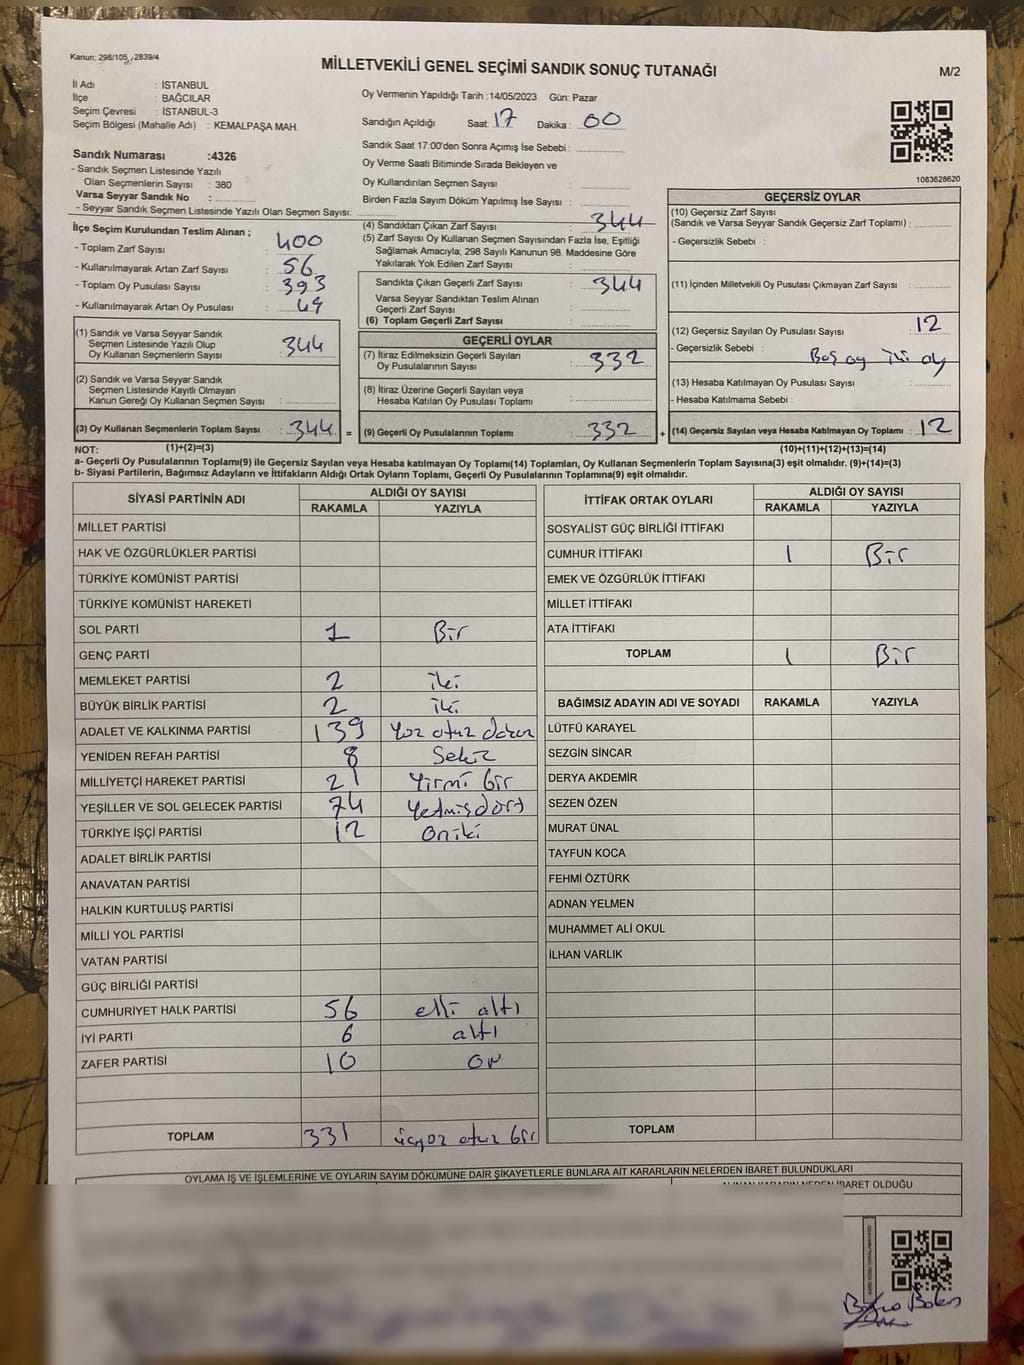 Kanun: 298/105, 2839/4
MİLLETVEKİLİ GENEL SEÇİMİ SANDIK SONUÇ TUTANAĞI
M/2
İl Adı : İSTANBUL
İlçe : BAĞCILAR
Seçim Çevresi : İSTANBUL-3
Seçim Bölgesi (Mahalle Adı) : KEMALPAŞA MAH.
Sandık Numarası :4326
- Sandık Seçmen Listesinde Yazılı
Olan Seçmenlerin Sayısı : 380
Varsa Seyyar Sandık No :
- Seyyar Sandık Seçmen Listesinde Yazılı Olan Seçmen Sayısı:
Oy Vermenin Yapıldığı Tarih :14/05/2023 Gün: Pazar
Sandığın Açıldığı Saat: 17 Dakika : 00
Sandık Saat 17:00'den Sonra Açımış İse Sebebi :
Oy Verme Saati Bitiminde Sırada Bekleyen ve
Oy Kullandırılan Seçmen Sayısı :
Birden Fazla Sayım Döküm Yapılmış İse Sayısı :
1083628620
İlçe Seçim Kurulundan Teslim Alınan ;
- Toplam Zarf Sayısı : 400
- Kullanılmayarak Artan Zarf Sayısı : 56
- Toplam Oy Pusulası Sayısı : 393
- Kullanılmayarak Artan Oy Pusulası : 49
(1) Sandık ve Varsa Seyyar Sandık
Seçmen Listesinde Yazılı Olup
Oy Kullanan Seçmenlerin Sayısı : 344
(2) Sandık ve Varsa Seyyar Sandık
Seçmen Listesinde Kayıtlı Olmayan
Kanun Gereği Oy Kullanan Seçmen Sayısı :
(3) Oy Kullanan Seçmenlerin Toplam Sayısı : 344 =
(1)+(2)=(3)
(4) Sandıktan Çıkan Zarf Sayısı : 344
(5) Zarf Sayısı Oy Kullanan Seçmen Sayısından Fazla İse, Eşitliği
Sağlamak Amacıyla, 298 Sayılı Kanunun 98. Maddesine Göre
Yakılarak Yok Edilen Zarf Sayısı :
Sandıkta Çıkan Geçerli Zarf Sayısı : 344
Varsa Seyyar Sandıktan Teslim Alınan
Geçerli Zarf Sayısı :
(6) Toplam Geçerli Zarf Sayısı :
GEÇERLİ OYLAR
(7) İtiraz Edilmeksizin Geçerli Sayılan
Oy Pusulalarının Sayısı : 332
(8) İtiraz Üzerine Geçerli Sayılan veya
Hesaba Katılan Oy Pusulası Toplamı :
(9) Geçerli Oy Pusulalarının Toplamı : 332 +
GEÇERSİZ OYLAR
(10) Geçersiz Zarf Sayısı
(Sandık ve Varsa Seyyar Sandık Geçersiz Zarf Toplamı) :
- Geçersizlik Sebebi :
(11) İçinden Milletvekili Oy Pusulası Çıkmayan Zarf Sayısı :
(12) Geçersiz Sayılan Oy Pusulası Sayısı : 12
- Geçersizlik Sebebi : Boş oy iki oy
(13) Hesaba Katılmayan Oy Pusulası Sayısı :
- Hesaba Katılmama Sebebi :
(14) Geçersiz Sayılan veya Hesaba Katılmayan Oy Toplamı : 12
(10)+(11)+(12)+(13)=(14)
NOT:
a- Geçerli Oy Pusulalarının Toplamı(9) ile Geçersiz Sayılan veya Hesaba katılmayan Oy Toplamı(14) Toplamları, Oy Kullanan Seçmenlerin Toplam Sayısına(3) eşit olmalıdır. (9)+(14)=(3)
b- Siyasi Partilerin, Bağımsız Adayların ve İttifakların Aldığı Ortak Oyların Toplamı, Geçerli Oy Pusulalarının Toplamına(9) eşit olmalıdır.
SİYASİ PARTİNİN ADI ALDIĞI OY SAYISI
RAKAMLA YAZIYLA
MİLLET PARTİSİ
HAK VE ÖZGÜRLÜKLER PARTİSİ
TÜRKİYE KOMÜNİST PARTİSİ
TÜRKİYE KOMÜNİST HAREKETİ
SOL PARTİ 1 Bir
GENÇ PARTİ
MEMLEKET PARTİSİ 2 iki
BÜYÜK BİRLİK PARTİSİ 2 iki
ADALET VE KALKINMA PARTİSİ 139 Yüz otuz dokuz
YENİDEN REFAH PARTİSİ 8 Sekiz
MİLLİYETÇİ HAREKET PARTİSİ 21 Yirmi bir
YEŞİLLER VE SOL GELECEK PARTİSİ 74 Yetmişdört
TÜRKİYE İŞÇİ PARTİSİ 12 Oniki
ADALET BİRLİK PARTİSİ
ANAVATAN PARTİSİ
HALKIN KURTULUŞ PARTİSİ
MİLLİ YOL PARTİSİ
VATAN PARTİSİ
GÜÇ BİRLİĞİ PARTİSİ
CUMHURİYET HALK PARTİSİ 56 elli altı
İYİ PARTİ 6 altı
ZAFER PARTİSİ 10 On
TOPLAM 331 üçyüz otuz bir
İTTİFAK ORTAK OYLARI ALDIĞI OY SAYISI
RAKAMLA YAZIYLA
SOSYALİST GÜÇ BİRLİĞİ İTTİFAKI
CUMHUR İTTİFAKI 1 Bir
EMEK VE ÖZGÜRLÜK İTTİFAKI
MİLLET İTTİFAKI
ATA İTTİFAKI
TOPLAM 1 Bir
BAĞIMSIZ ADAYIN ADI VE SOYADI RAKAMLA YAZIYLA
LÜTFÜ KARAYEL
SEZGİN SİNCAR
DERYA AKDEMİR
SEZEN ÖZEN
MURAT ÜNAL
TAYFUN KOCA
FEHMİ ÖZTÜRK
ADNAN YELMEN
MUHAMMET ALİ OKUL
İLHAN VARLIK
TOPLAM
OYLAMA İŞ VE İŞLEMLERİNE VE OYLARIN SAYIM DÖKÜMÜNE DAİR ŞİKAYETLERLE BUNLARA AİT KARARLARIN NELERDEN İBARET BULUNDUKLARI
ALINAN KARARIN NEDEN İBARET OLDUĞU